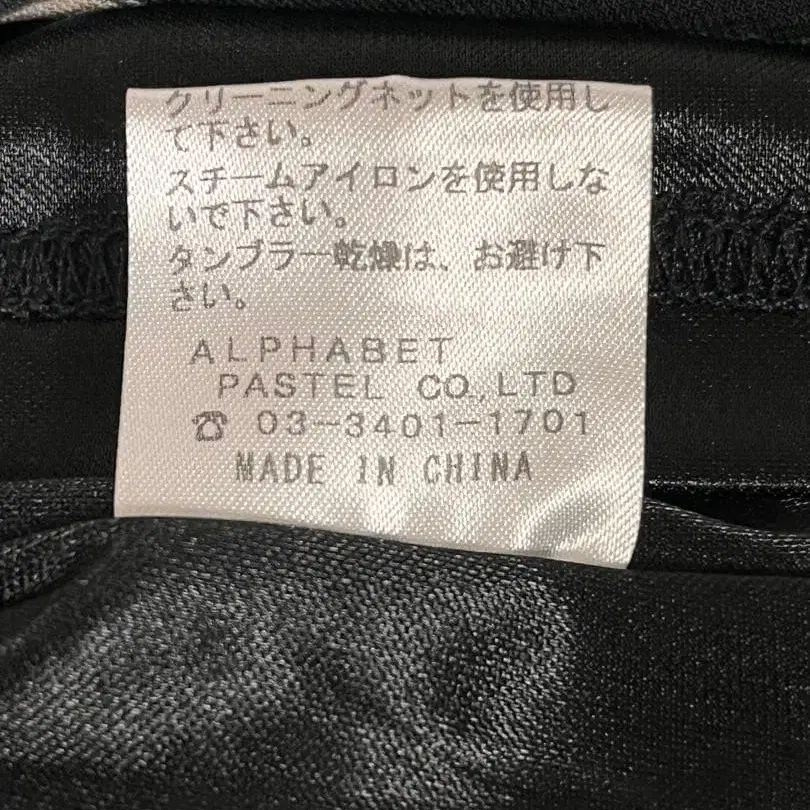 クリーニングネットを使用し
て下さい。
スチームアイロンを使用しな
いで下さい。
タンブラー乾燥は、お避け下
さい。
ALPHABET
PASTEL CO.,LTD
☎ 03-3401-1701
MADE IN CHINA